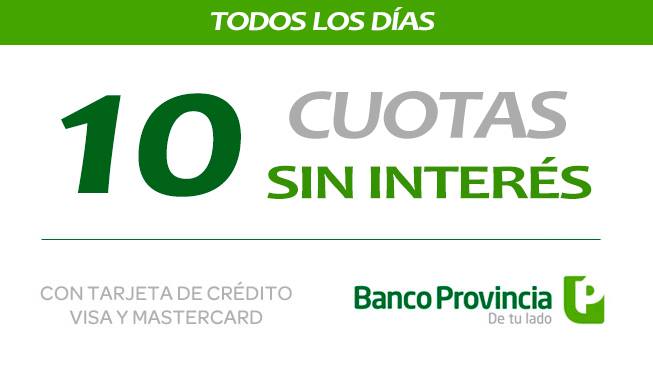 TODOS LOS DÍAS
10 CUOTAS
SIN INTERÉS
CON TARJETA DE CRÉDITO
VISA Y MASTERCARD
Banco Provincia
De tu lado